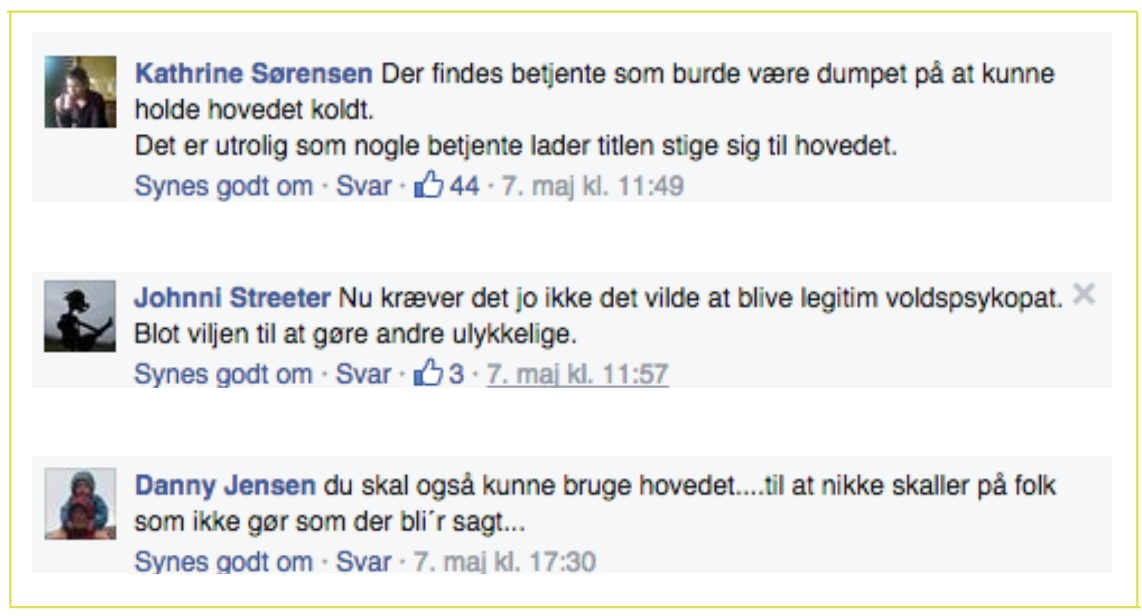 Kathrine Sørensen Der findes betjente som burde være dumpet på at kunne
holde hovedet koldt.
Det er utrolig som nogle betjente lader titlen stige sig til hovedet.
Synes godt om · Svar · 44 · 7. maj kl. 11:49
Johnni Streeter Nu kræver det jo ikke det vilde at blive legitim voldspsykopat.
Blot viljen til at gøre andre ulykkelige.
Synes godt om · Svar · 3 · 7. maj kl. 11:57
Danny Jensen du skal også kunne bruge hovedet....til at nikke skaller på folk
som ikke gør som der bli´r sagt...
Synes godt om · Svar · 7. maj kl. 17:30